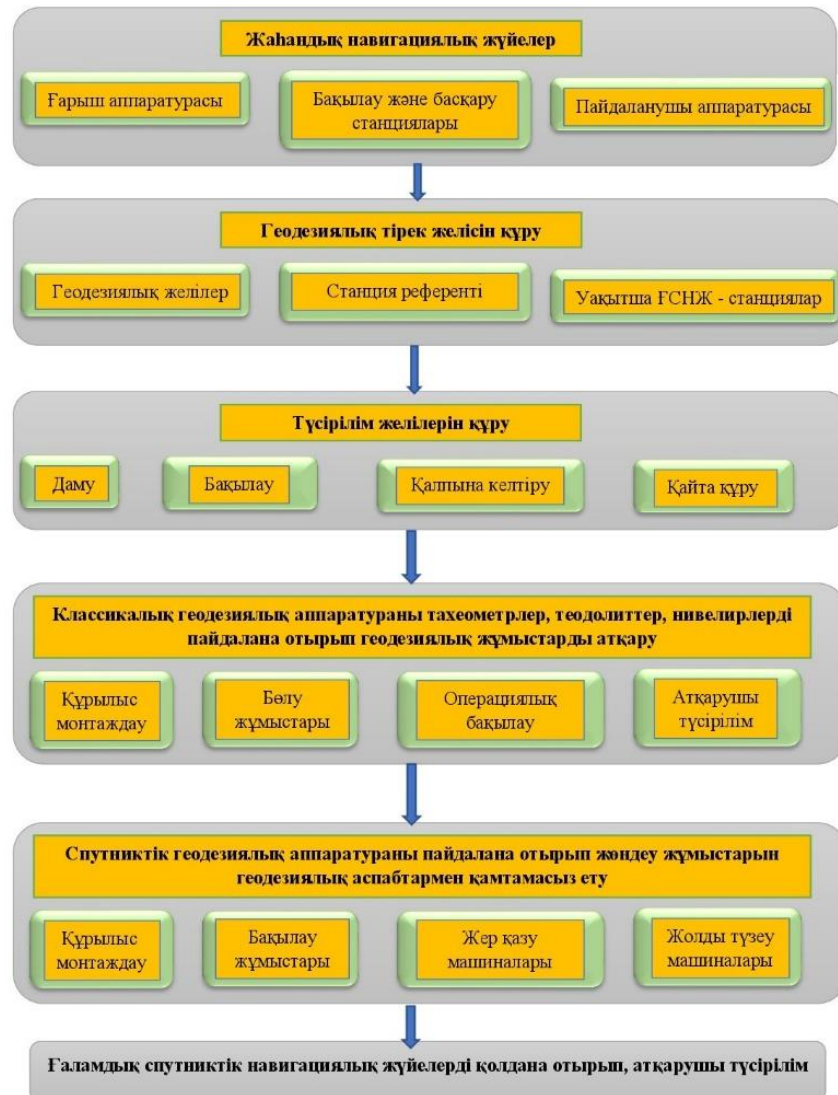 Жаһандық навигациялық жүйелер
Ғарыш аппаратурасы
Бақылау және басқару
станциялары
Пайдаланушы аппаратурасы
Геодезиялық тірек желісін құру
Геодезиялық желілер
Станция референті
Уақытша ҒСНЖ - станциялар
Түсірілім желілерін құру
Даму
Бақылау
Қалпына келтіру
Қайта құру
Классикалық геодезиялық аппаратураны тахеометрлер, теодолиттер, нивелирлерді
пайдалана отырып геодезиялық жұмыстарды атқару
Құрылыс
монтаждау
Бөлу
жұмыстары
Операциялық
бақылау
Атқарушы
түсірілім
Спутниктік геодезиялық аппаратураны пайдалана отырып жөндеу жұмыстарын
геодезиялық аспабтармен қамтамасыз ету
Құрылыс
монтаждау
Бақылау
жұмыстары
Жер қазу
машиналары
Жолды түзеу
машиналары
Ғаламдық спутниктік навигациялық жүйелерді қолдана отырып, атқарушы түсірілім